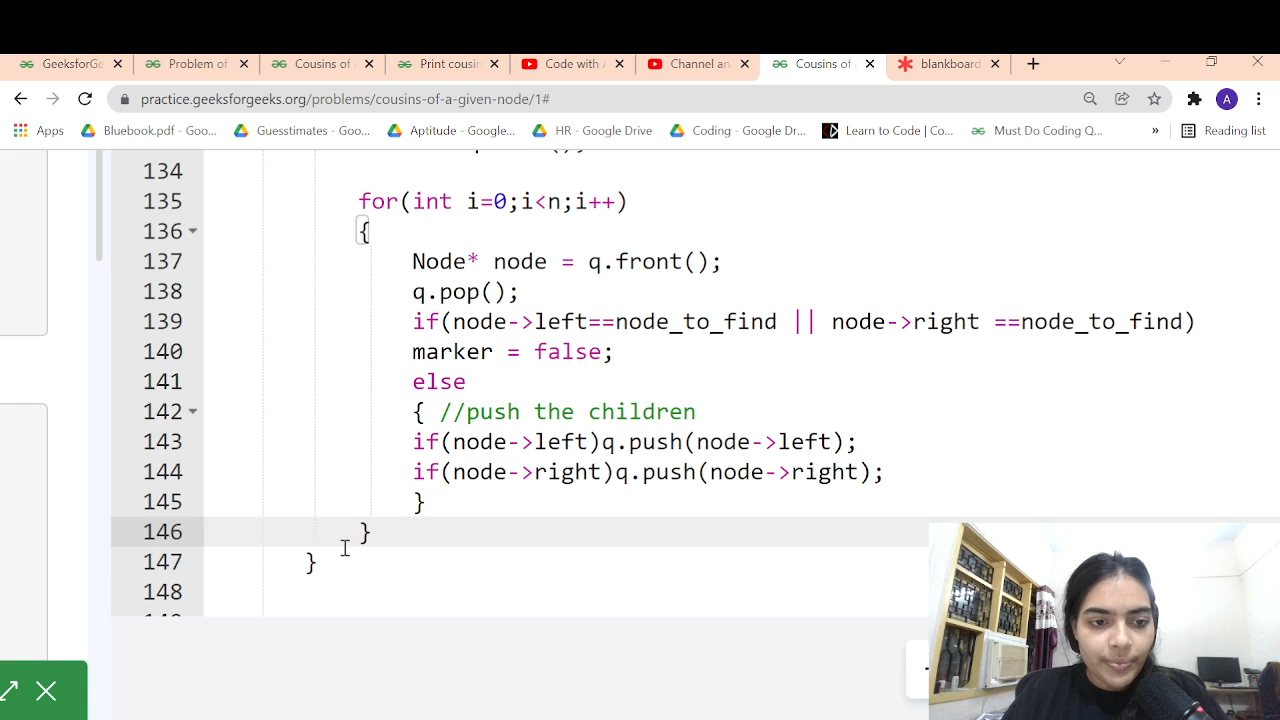 GeeksforGe
Problem of
Cousins of
Print cousin
Code with
Channel an
Cousins of
blankboard
practice.geeksforgeeks.org/problems/cousins-of-a-given-node/1#
A
Apps
Bluebook.pdf - Goo...
Guesstimates - Goo...
Aptitude - Google...
HR - Google Drive
Coding - Google Dr...
Learn to Code | Co...
Must Do Coding Q...
»
Reading list
134
135 for(int i=0;i<n;i++)
136 {
137 Node* node = q.front();
138 q.pop();
139 if(node->left==node_to_find || node->right ==node_to_find)
140 marker = false;
141 else
142 { //push the children
143 if(node->left)q.push(node->left);
144 if(node->right)q.push(node->right);
145 }
146 }
147 }
148